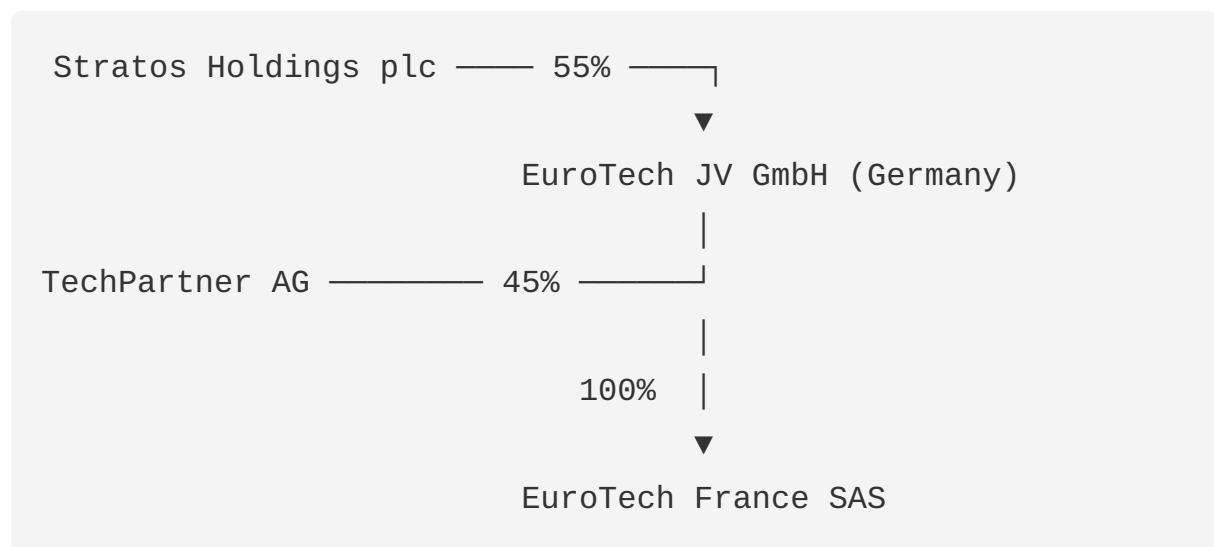 Stratos Holdings plc ──── 55% ────┐
▼
EuroTech JV GmbH (Germany)
│
TechPartner AG ──────── 45% ──────┘
│
100% │
▼
EuroTech France SAS